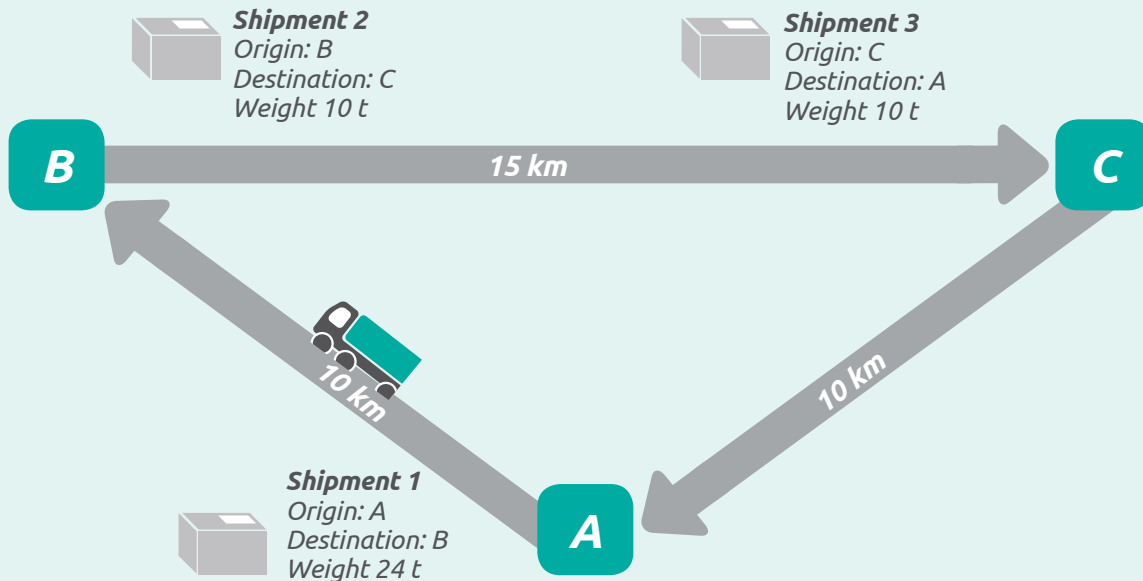 Shipment 2
Origin: B
Destination: C
Weight 10 t
Shipment 3
Origin: C
Destination: A
Weight 10 t
B
15 km
C
10 km
10 km
Shipment 1
Origin: A
Destination: B
Weight 24 t
A